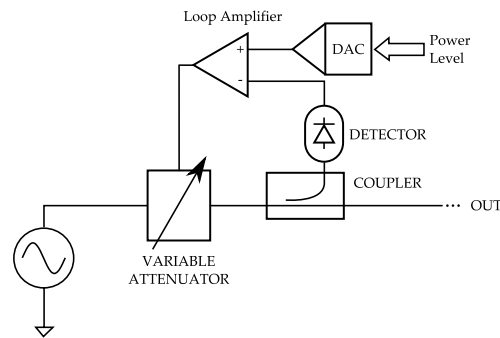 Loop Amplifier
+
-
DAC
Power
Level
DETECTOR
COUPLER
OUT
VARIABLE
ATTENUATOR